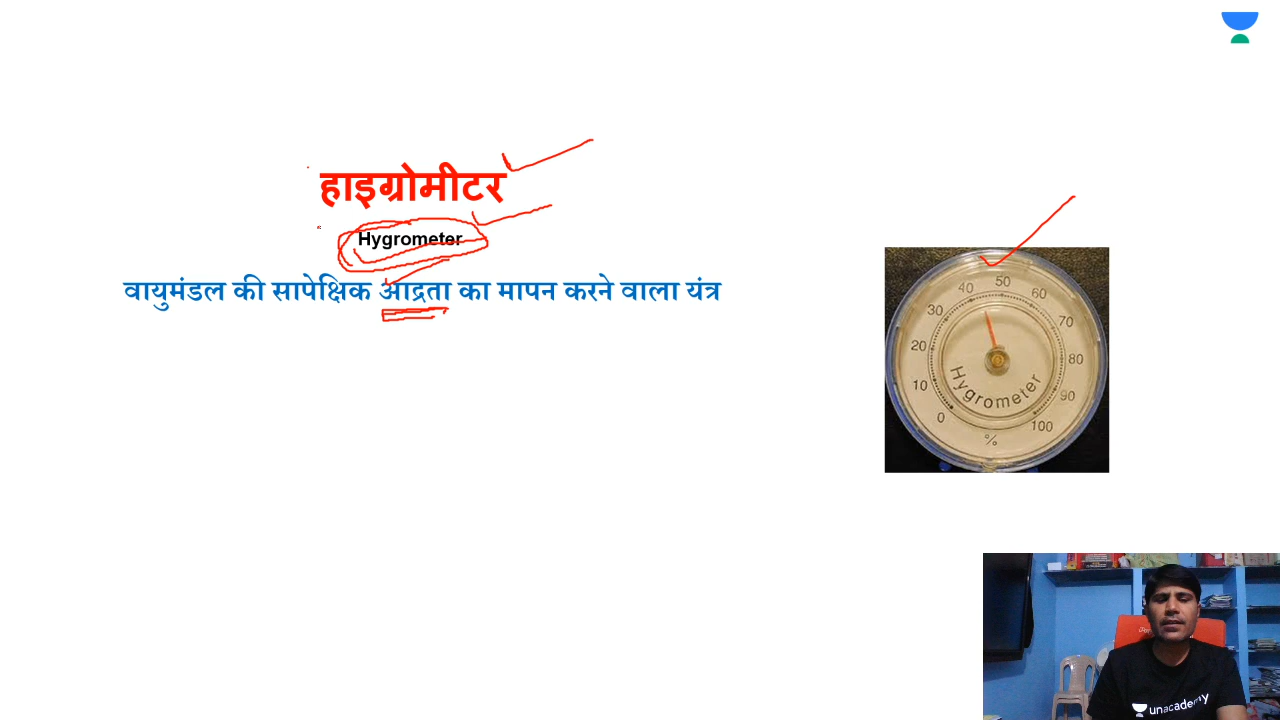 हाइग्रोमीटर
Hygrometer
वायुमंडल की सापेक्षिक आद्रता का मापन करने वाला यंत्र
0
10
20
30
40
50
60
70
80
90
100
Hygrometer
%
unacademy